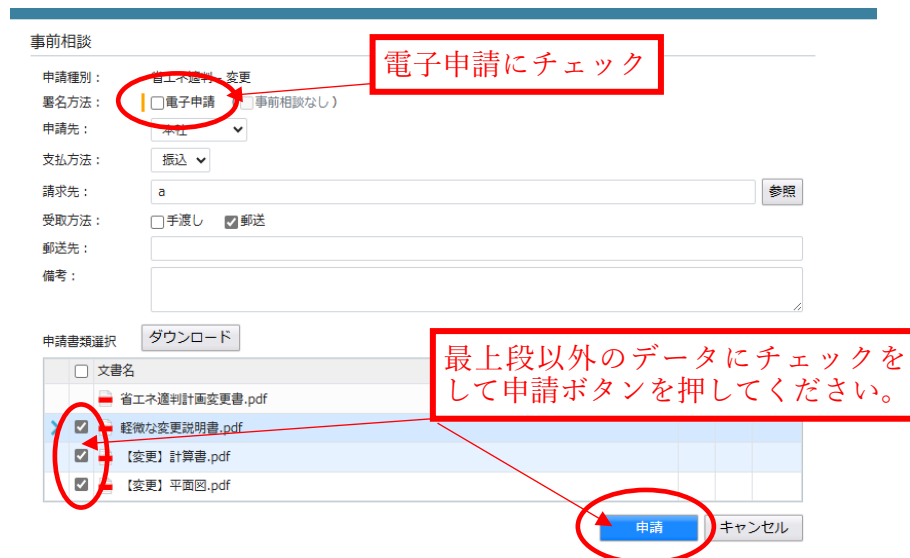 事前相談
電子申請にチェック
申請種別： 省エネ適判 - 変更
署名方法： 電子申請 （ 事前相談なし）
申請先： 本社
支払方法： 振込
請求先： a 参照
受取方法： 手渡し 郵送
郵送先：
備考：
申請書類選択 ダウンロード
最上段以外のデータにチェックを
して申請ボタンを押してください。
文書名
省エネ適判計画変更書.pdf
軽微な変更説明書.pdf
【変更】計算書.pdf
【変更】平面図.pdf
申請 キャンセル